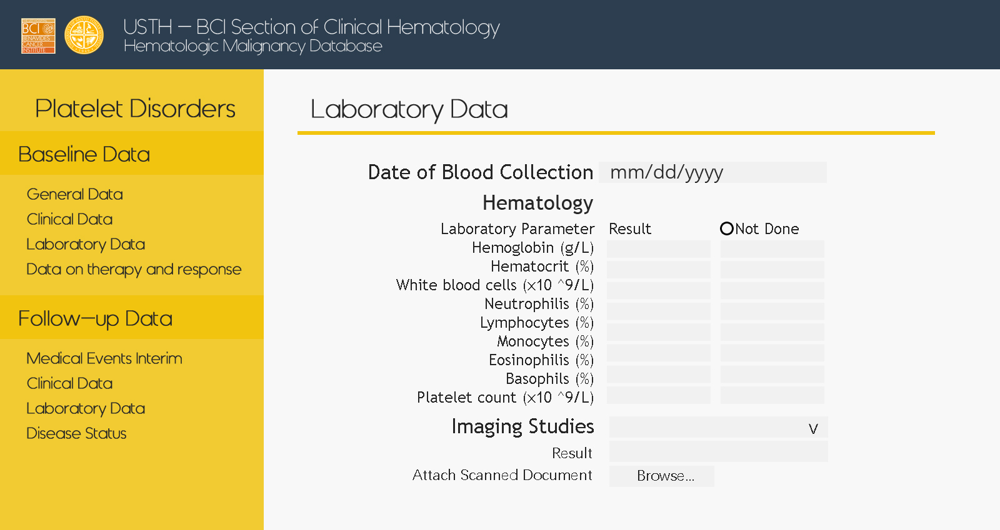 BCI
BENAVIDES
CANCER
INSTITUTE
USTH – BCI Section of Clinical Hematology
Hematologic Malignancy Database
Platelet Disorders
Baseline Data
General Data
Clinical Data
Laboratory Data
Data on therapy and response
Follow-up Data
Medical Events Interim
Clinical Data
Laboratory Data
Disease Status
Laboratory Data
Date of Blood Collection mm/dd/yyyy
Hematology
Laboratory Parameter Result Not Done
Hemoglobin (g/L)
Hematocrit (%)
White blood cells (x10 ^9/L)
Neutrophilis (%)
Lymphocytes (%)
Monocytes (%)
Eosinophilis (%)
Basophils (%)
Platelet count (x10 ^9/L)
Imaging Studies V
Result
Attach Scanned Document Browse...